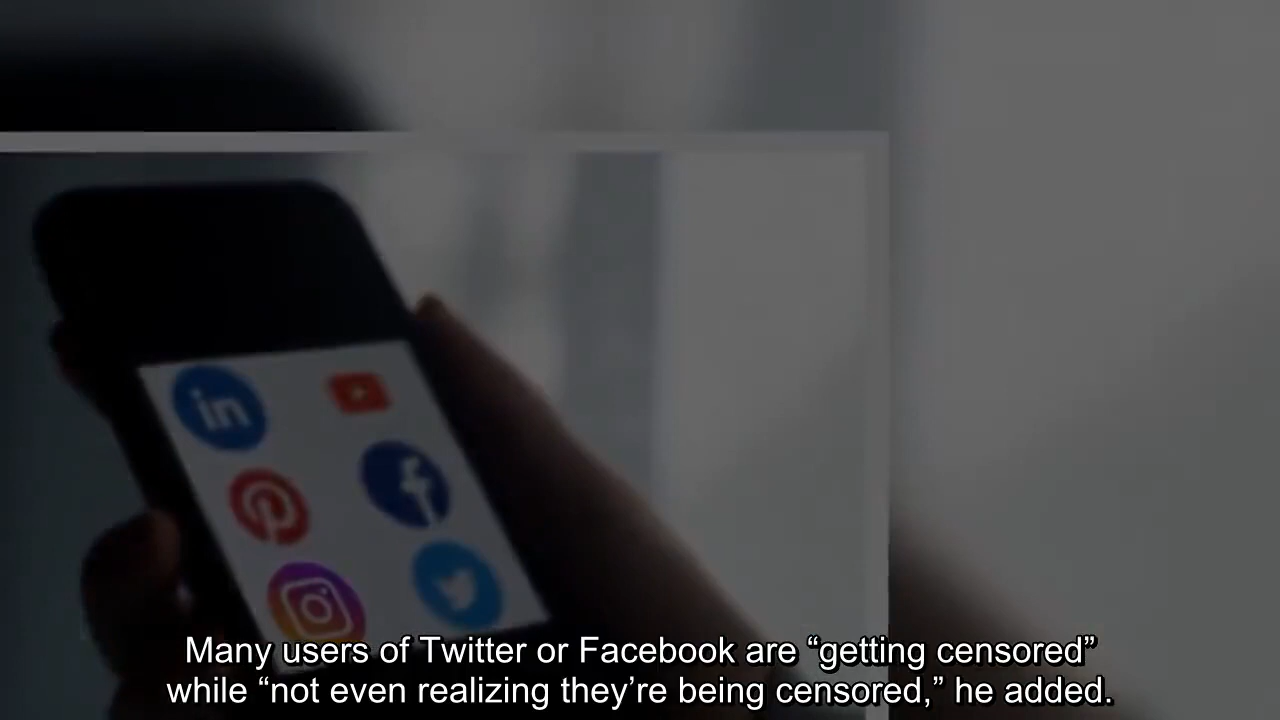 in
Many users of Twitter or Facebook are “getting censored”
while “not even realizing they’re being censored,” he added.